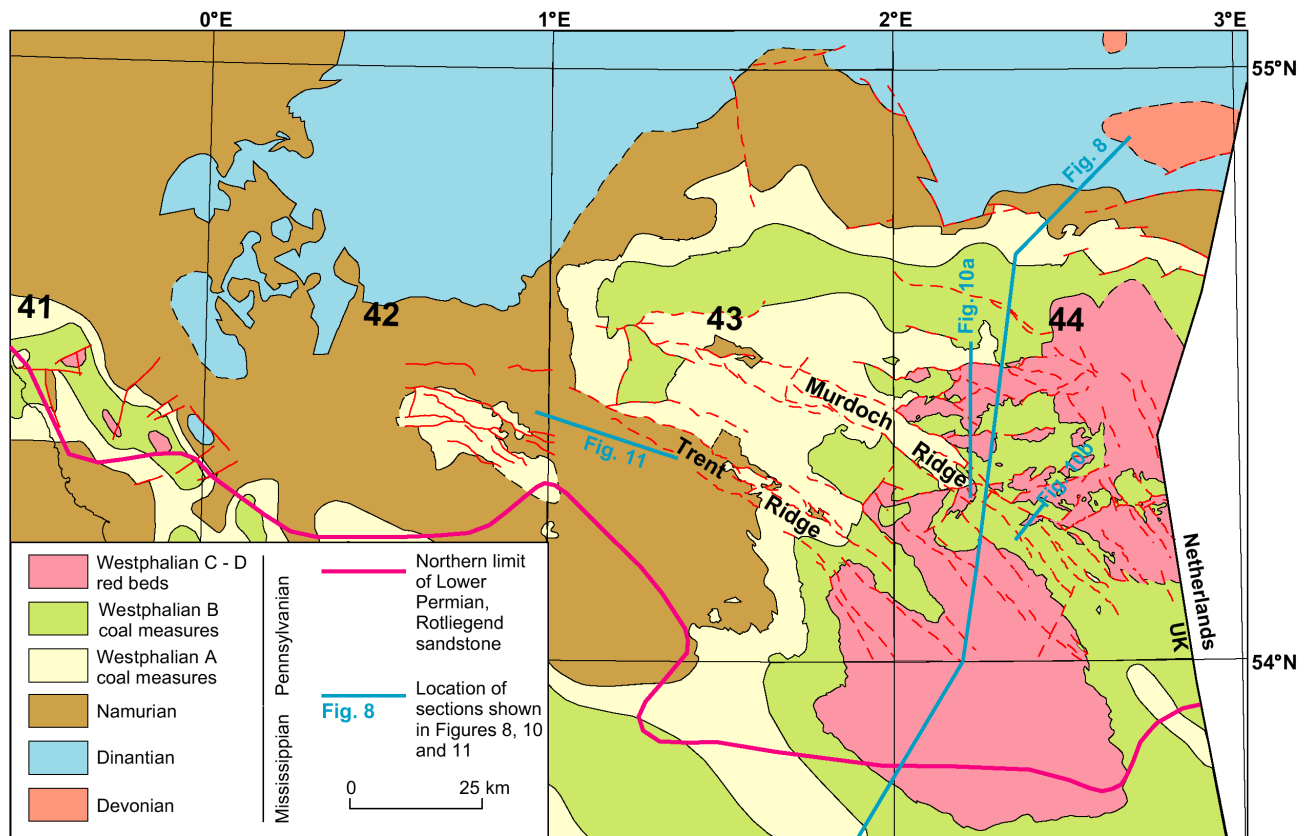 0°E
1°E
2°E
3°E
55°N
Fig. 8
41
42
43
44
Fig. 10a
Murdoch
Ridge
Trent
Ridge
Fig. 11
Fig. 10b
Netherlands
UK
54°N
Westphalian C - D
red beds
Westphalian B
coal measures
Westphalian A
coal measures
Namurian
Dinantian
Devonian
Pennsylvanian
Mississippian
Northern limit
of Lower
Permian,
Rotliegend
sandstone
Fig. 8
Location of
sections shown
in Figures 8, 10
and 11
0
25 km